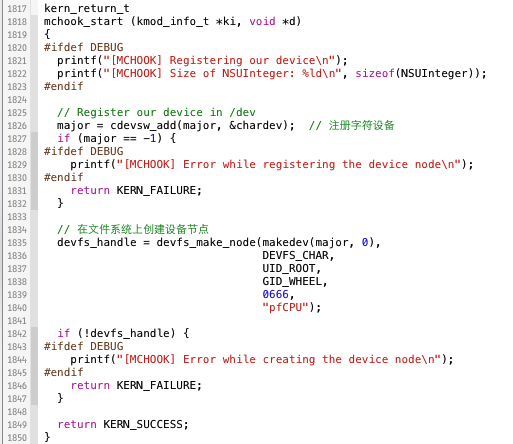 1817 kern_return_t
1818 mchook_start (kmod_info_t *ki, void *d)
1819 {
1820 #ifdef DEBUG
1821   printf("[MCHOOK] Registering our device\n");
1822   printf("[MCHOOK] Size of NSUInteger: %ld\n", sizeof(NSUInteger));
1823 #endif
1824
1825   // Register our device in /dev
1826   major = cdevsw_add(major, &chardev);  // 注册字符设备
1827   if (major == -1) {
1828 #ifdef DEBUG
1829     printf("[MCHOOK] Error while registering the device node\n");
1830 #endif
1831     return KERN_FAILURE;
1832   }
1833
1834   // 在文件系统上创建设备节点
1835   devfs_handle = devfs_make_node(makedev(major, 0),
1836                                  DEVFS_CHAR,
1837                                  UID_ROOT,
1838                                  GID_WHEEL,
1839                                  0666,
1840                                  "pfCPU");
1841
1842   if (!devfs_handle) {
1843 #ifdef DEBUG
1844     printf("[MCHOOK] Error while creating the device node\n");
1845 #endif
1846     return KERN_FAILURE;
1847   }
1848
1849   return KERN_SUCCESS;
1850 }